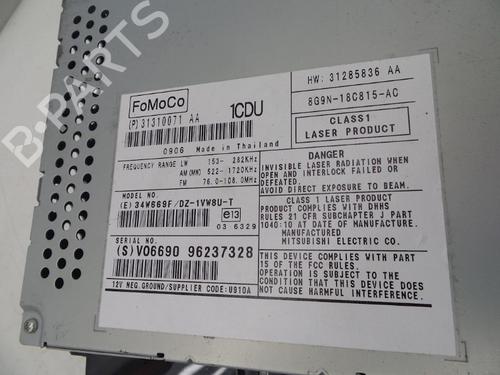 B-PARTS
FoMoCo
(P)31310071 AA
1CDU
0906 Made in Thailand
FREQUENCY RANGE LW 153- 282KHz
AM (MW) 522- 1720KHz
FM 76.0-108.0MHz
MODEL NO.
(E)34W669F/DZ-1VW8U-T
e13
03 6329
SERIAL NO.
(S)V06690 96237328
12V NEG.GROUND/SUPPLIER CODE:U910A
HW: 31285836 AA
8G9N-18C815-AC
CLASS1
LASER PRODUCT
DANGER
INVISIBLE LASER RADIATION WHEN
OPEN AND INTERLOCK FAILED OR
DEFEATED.
AVOID DIRECT EXPOSURE TO BEAM.
CLASS 1 LASER PRODUCT
PRODUCT COMPLIES WITH DHHS
RULES 21 CFR SUBCHAPTER J PART
1040:10 AT DATE OF MANUFACTURE.
MANUFACTURED
MITSUBISHI ELECTRIC CO.
THIS DEVICE COMPLIES WITH PART
15 OF THE FCC RULES.
OPERATION IS SUBJECT TO THE
CONDITION THAT THIS DEVICE DOES
NOT CAUSE HARMFUL INTERFERENCE.